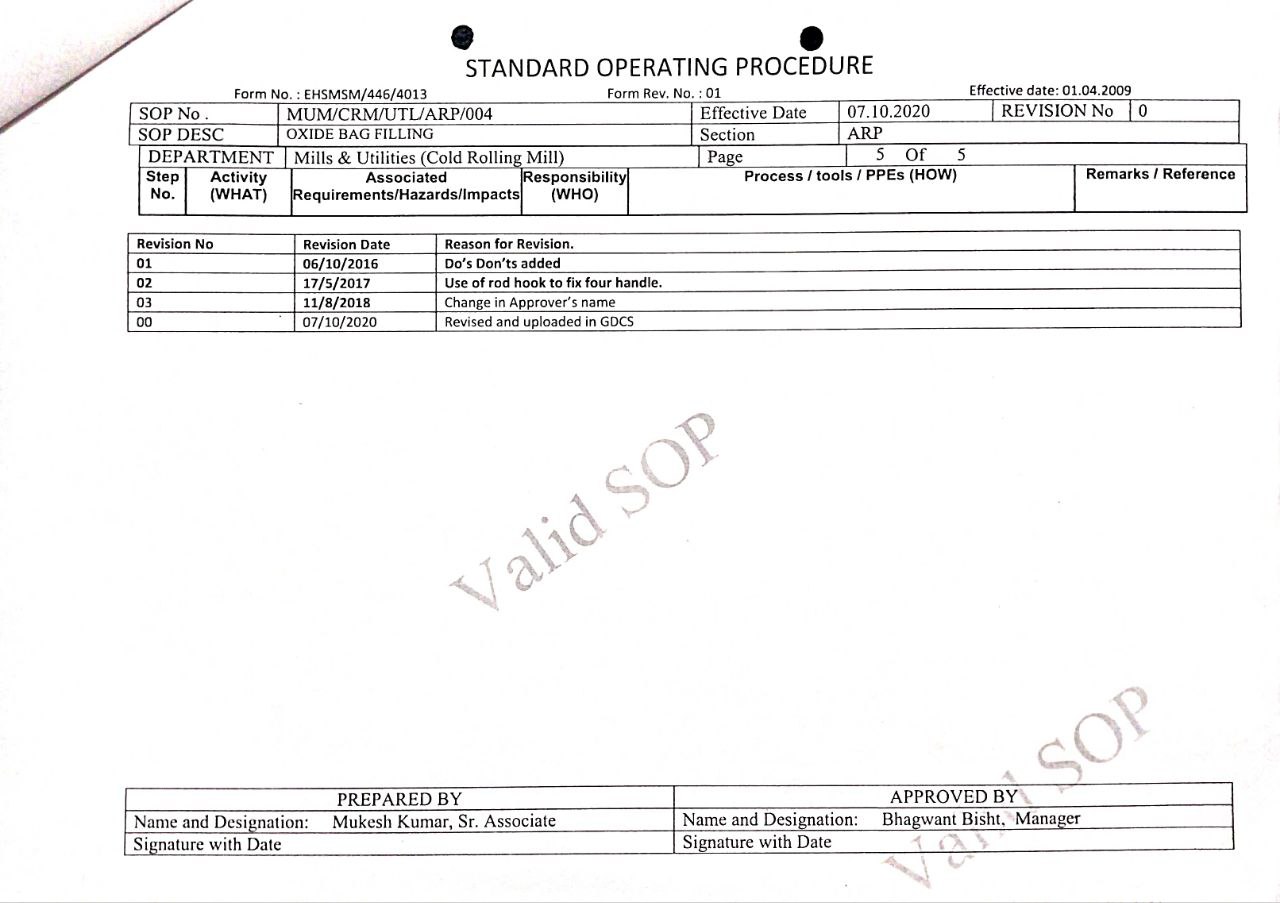 STANDARD OPERATING PROCEDURE
Form No. : EHSMSM/446/4013 Form Rev. No. : 01 Effective date: 01.04.2009
SOP No . MUM/CRM/UTL/ARP/004 Effective Date 07.10.2020 REVISION No 0
SOP DESC OXIDE BAG FILLING Section ARP
DEPARTMENT Mills & Utilities (Cold Rolling Mill) Page 5 Of 5
Step Activity Associated Responsibility Process / tools / PPEs (HOW) Remarks / Reference
No. (WHAT) Requirements/Hazards/Impacts (WHO)
Revision No Revision Date Reason for Revision.
01 06/10/2016 Do's Don'ts added
02 17/5/2017 Use of rod hook to fix four handle.
03 11/8/2018 Change in Approver's name
00 07/10/2020 Revised and uploaded in GDCS
Valid SOP
Valid SOP
PREPARED BY APPROVED BY
Name and Designation: Mukesh Kumar, Sr. Associate Name and Designation: Bhagwant Bisht, Manager
Signature with Date Signature with Date